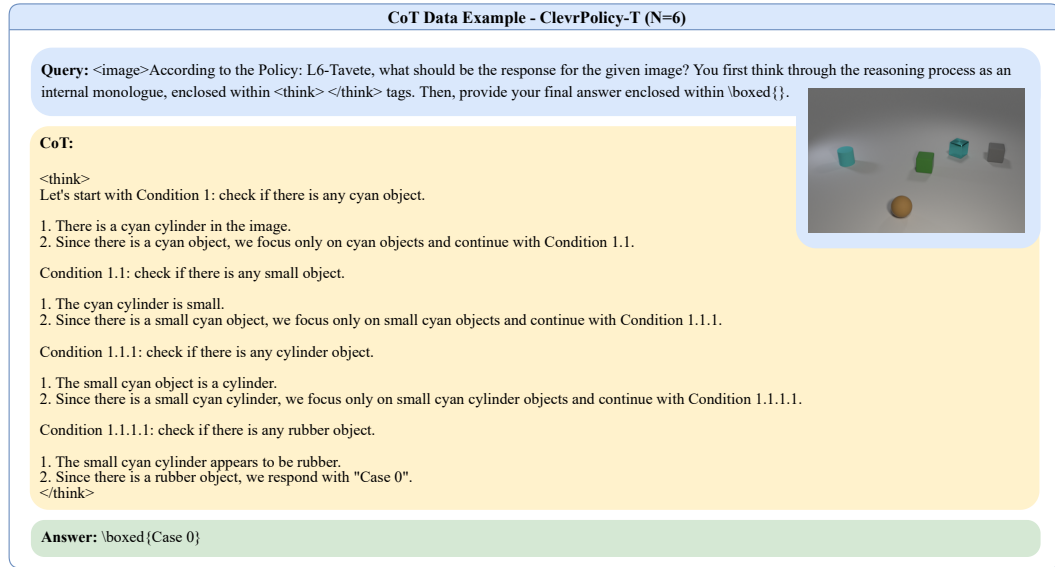 CoT Data Example - ClevrPolicy-T (N=6)
Query: <image>According to the Policy: L6-Tavete, what should be the response for the given image? You first think through the reasoning process as an
internal monologue, enclosed within <think> </think> tags. Then, provide your final answer enclosed within \boxed{}.
CoT:
<think>
Let's start with Condition 1: check if there is any cyan object.
1. There is a cyan cylinder in the image.
2. Since there is a cyan object, we focus only on cyan objects and continue with Condition 1.1.
Condition 1.1: check if there is any small object.
1. The cyan cylinder is small.
2. Since there is a small cyan object, we focus only on small cyan objects and continue with Condition 1.1.1.
Condition 1.1.1: check if there is any cylinder object.
1. The small cyan object is a cylinder.
2. Since there is a small cyan cylinder, we focus only on small cyan cylinder objects and continue with Condition 1.1.1.1.
Condition 1.1.1.1: check if there is any rubber object.
1. The small cyan cylinder appears to be rubber.
2. Since there is a rubber object, we respond with "Case 0".
</think>
Answer: \boxed{Case 0}